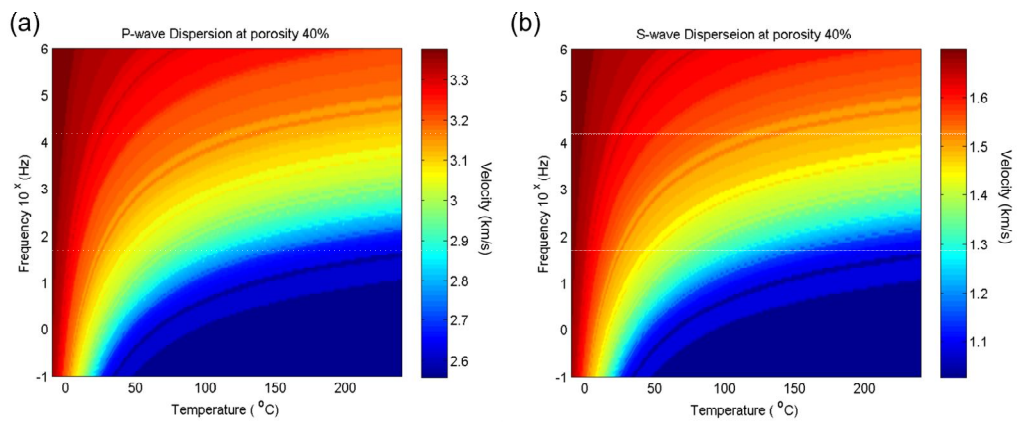 (a)
P-wave Dispersion at porosity 40%
6
5
4
3
2
1
0
-1
Frequency 10^x (Hz)
0 50 100 150 200
Temperature ( °C)
3.3
3.2
3.1
3
2.9
2.8
2.7
2.6
Velocity (km/s)
(b)
S-wave Disperseion at porosity 40%
6
5
4
3
2
1
0
-1
Frequency 10^x (Hz)
0 50 100 150 200
Temperature ( °C)
1.6
1.5
1.4
1.3
1.2
1.1
Velocity (km/s)